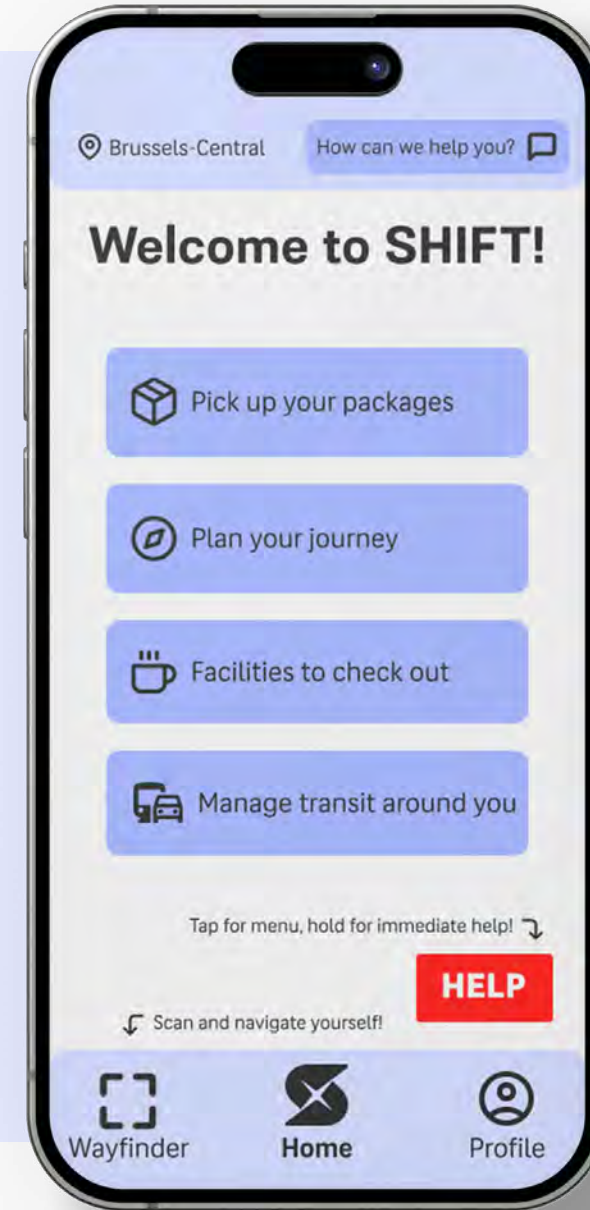 Brussels-Central
How can we help you?
Welcome to SHIFT!
Pick up your packages
Plan your journey
Facilities to check out
Manage transit around you
Tap for menu, hold for immediate help!
HELP
Scan and navigate yourself!
Wayfinder
Home
Profile